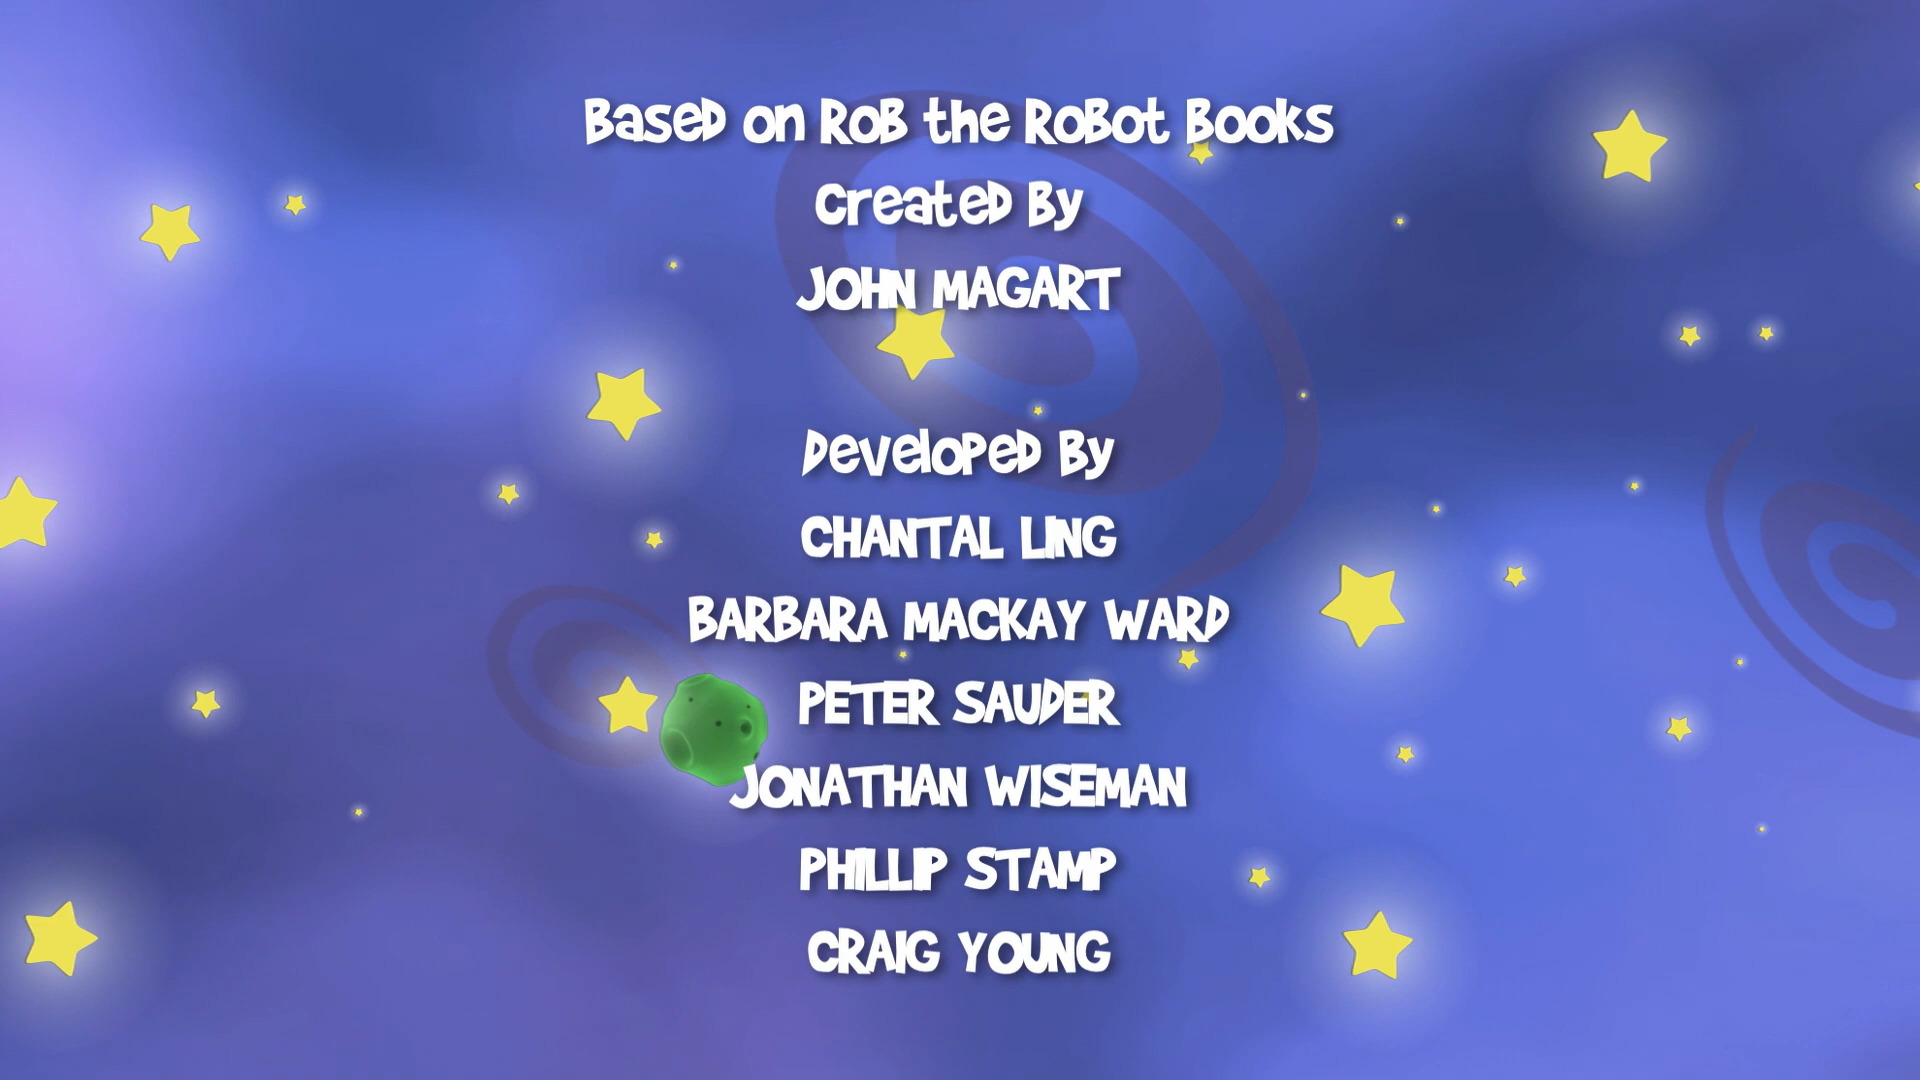 Based on Rob the Robot Books
Created By
JOHN MAGART
Developed By
CHANTAL LING
BARBARA MACKAY WARD
PETER SAUDER
JONATHAN WISEMAN
PHILLIP STAMP
CRAIG YOUNG